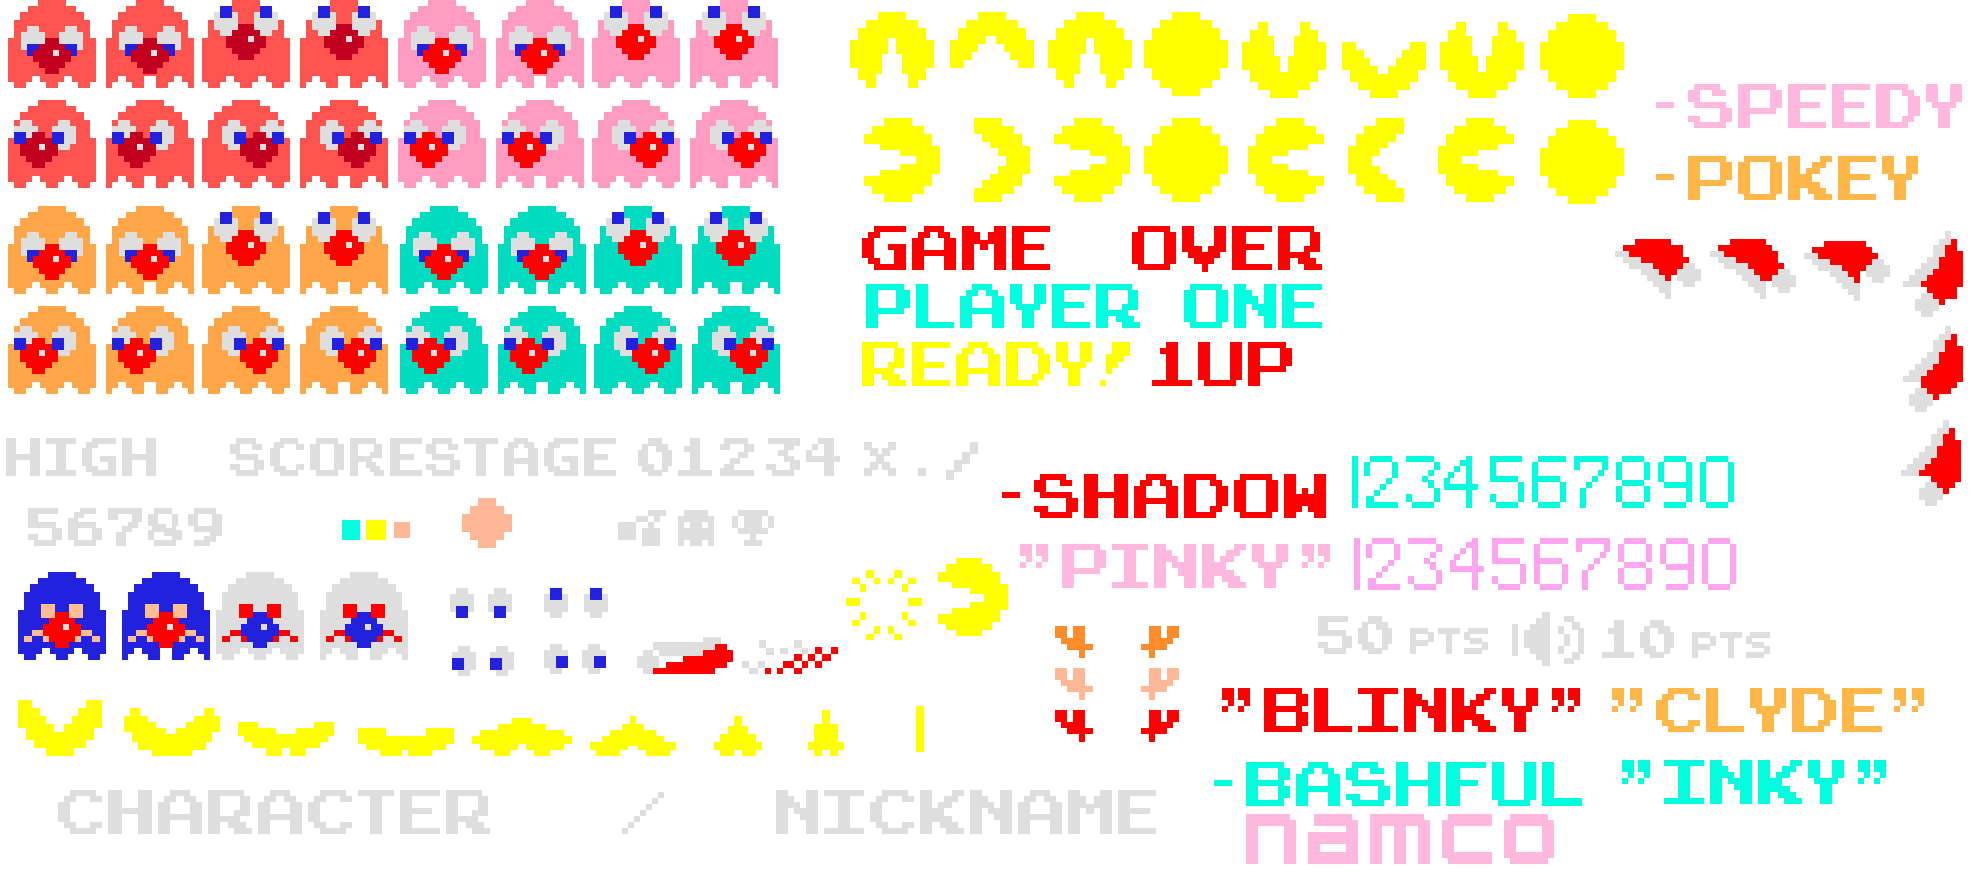 -SPEEDY
-POKEY
GAME OVER
PLAYER ONE
READY! 1UP
HIGH SCORESTAGE 01234 X . /
56789
-SHADOW 1234567890
"PINKY" 1234567890
50 PTS 10 PTS
"BLINKY" "CLYDE"
-BASHFUL "INKY"
CHARACTER / NICKNAME
namco